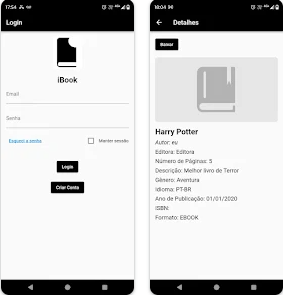 17:54
Login
iBook
Email
Senha
Esqueci a senha
Manter sessão
Login
Criar Conta
18:04
Detalhes
Baixar
Harry Potter
Autor: eu
Editora: Editora
Número de Páginas: 5
Descrição: Melhor livro de Terror
Gênero: Aventura
Idioma: PT-BR
Ano de Publicação: 01/01/2020
ISBN:
Formato: EBOOK